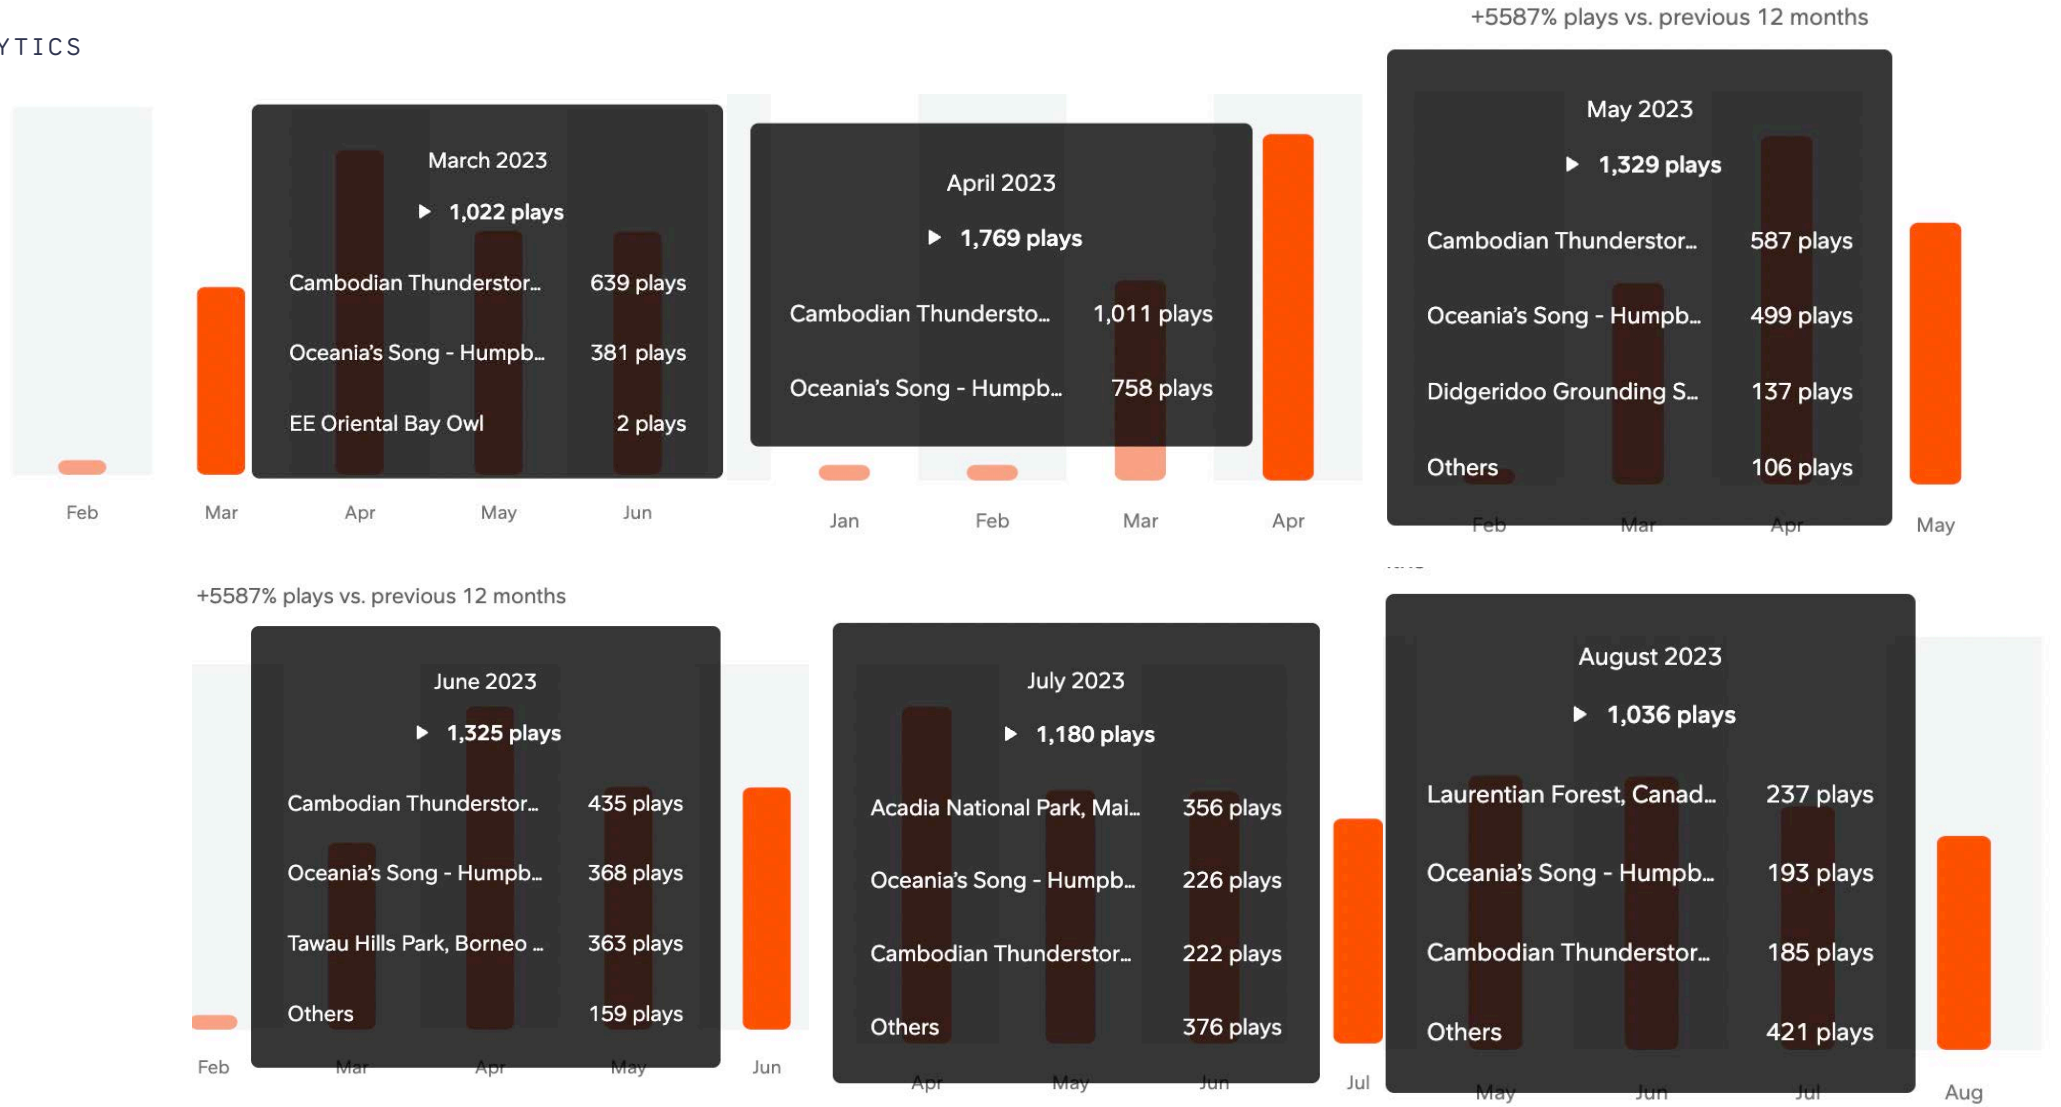 YTICS
+5587% plays vs. previous 12 months
March 2023
1,022 plays
Cambodian Thunderstor... 639 plays
Oceania's Song - Humpb... 381 plays
EE Oriental Bay Owl 2 plays
Feb Mar Apr May Jun
April 2023
1,769 plays
Cambodian Thundersto... 1,011 plays
Oceania's Song - Humpb... 758 plays
Jan Feb Mar Apr
May 2023
1,329 plays
Cambodian Thunderstor... 587 plays
Oceania's Song - Humpb... 499 plays
Didgeridoo Grounding S... 137 plays
Others 106 plays
Feb Mar Apr May
+5587% plays vs. previous 12 months
June 2023
1,325 plays
Cambodian Thunderstor... 435 plays
Oceania's Song - Humpb... 368 plays
Tawau Hills Park, Borneo ... 363 plays
Others 159 plays
Feb Mar Apr May Jun
July 2023
1,180 plays
Acadia National Park, Mai... 356 plays
Oceania's Song - Humpb... 226 plays
Cambodian Thunderstor... 222 plays
Others 376 plays
Apr May Jun Jul
August 2023
1,036 plays
Laurentian Forest, Canad... 237 plays
Oceania's Song - Humpb... 193 plays
Cambodian Thunderstor... 185 plays
Others 421 plays
May Jun Jul Aug